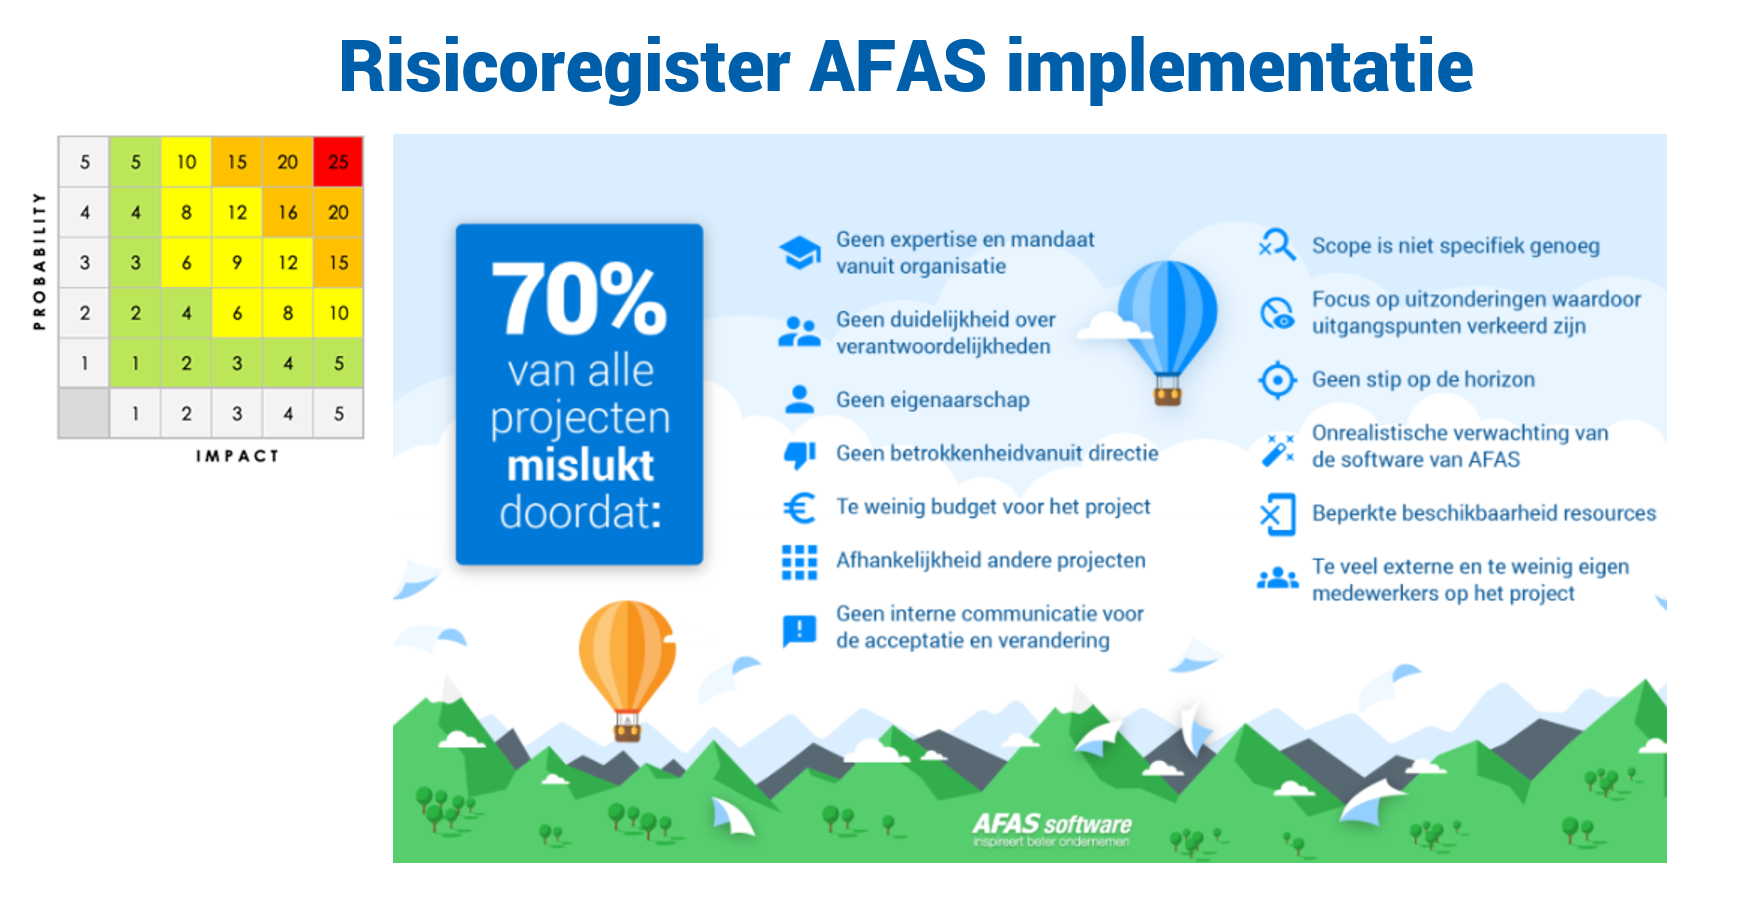 Risicoregister AFAS implementatie
PROBABILITY
5 5 10 15 20 25
4 4 8 12 16 20
3 3 6 9 12 15
2 2 4 6 8 10
1 1 2 3 4 5
1 2 3 4 5
IMPACT
70%
van alle
projecten
mislukt
doordat:
Geen expertise en mandaat
vanuit organisatie
Geen duidelijkheid over
verantwoordelijkheden
Geen eigenaarschap
Geen betrokkenheidvanuit directie
Te weinig budget voor het project
Afhankelijkheid andere projecten
Geen interne communicatie voor
de acceptatie en verandering
Scope is niet specifiek genoeg
Focus op uitzonderingen waardoor
uitgangspunten verkeerd zijn
Geen stip op de horizon
Onrealistische verwachting van
de software van AFAS
Beperkte beschikbaarheid resources
Te veel externe en te weinig eigen
medewerkers op het project
AFAS software
inspireert beter ondernemen